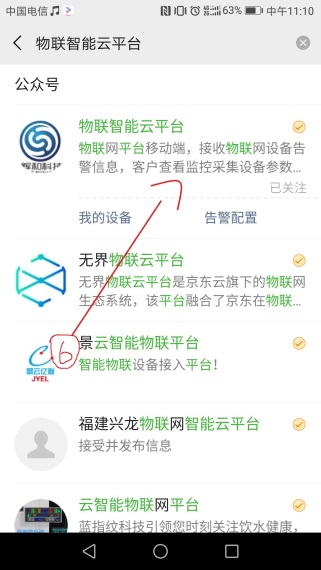 中国电信 4G 63% 中午11:10
物联智能云平台
公众号
物联智能云平台
物联网平台移动端，接收物联网设备告
警信息，客户查看监控采集设备参数...
已关注
我的设备 告警配置
无界物联云平台
无界物联云平台是京东云旗下的物联网
生态系统，该平台融合了京东在物联...
景云智能物联平台
智能物联设备接入平台！
景云亿联
JYEL
6
福建兴龙物联网智能云平台
接受并发布信息
云智能物联网平台
蓝指纹科技引领您时刻关注饮水健康，